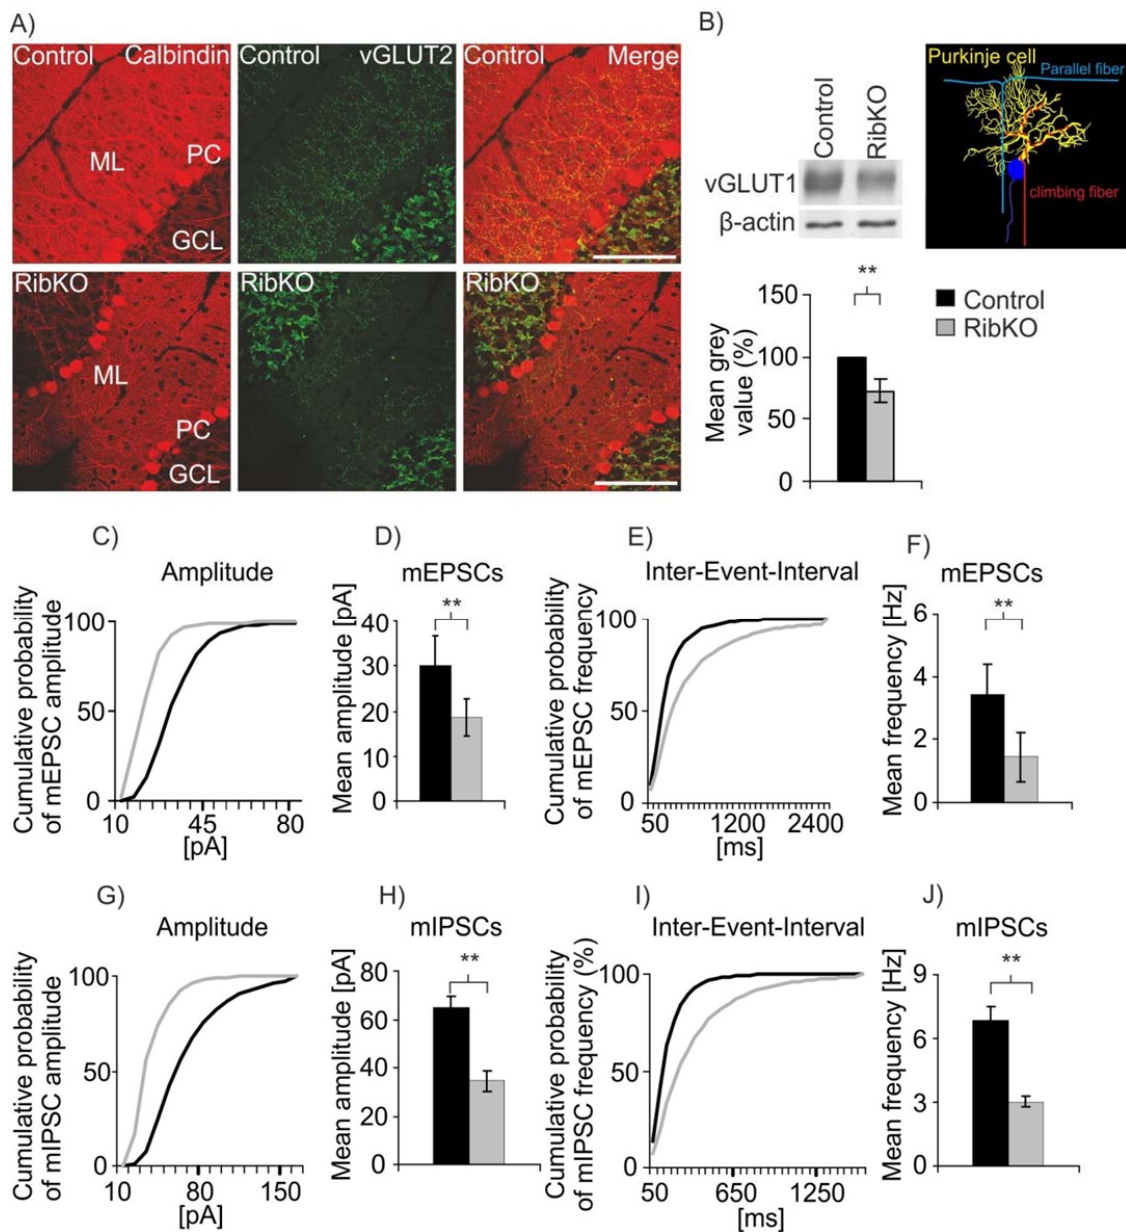 A)
Control Calbindin
ML
PC
GCL
Control vGLUT2
Control Merge
RibKO
ML
PC
GCL
RibKO
RibKO
B)
Control
RibKO
vGLUT1
β-actin
Purkinje cell
Parallel fiber
climbing fiber
**
150
100
50
0
Mean grey
value (%)
Control
RibKO
C)
Amplitude
Cumulative probability
of mEPSC amplitude
100
50
0
10 45 80
[pA]
D)
mEPSCs
**
Mean amplitude [pA]
40
30
20
10
0
E)
Inter-Event-Interval
Cumulative probability
of mEPSC frequency
100
50
0
50 1200 2400
[ms]
F)
mEPSCs
**
Mean frequency [Hz]
6
4
2
0
G)
Amplitude
Cumulative probability
of mIPSC amplitude
100
50
0
10 80 150
[pA]
H)
mIPSCs
**
Mean amplitude [pA]
80
60
40
20
0
I)
Inter-Event-Interval
Cumulative probability
of mIPSC frequency (%)
100
50
0
50 650 1250
[ms]
J)
mIPSCs
**
Mean frequency [Hz]
9
6
3
0